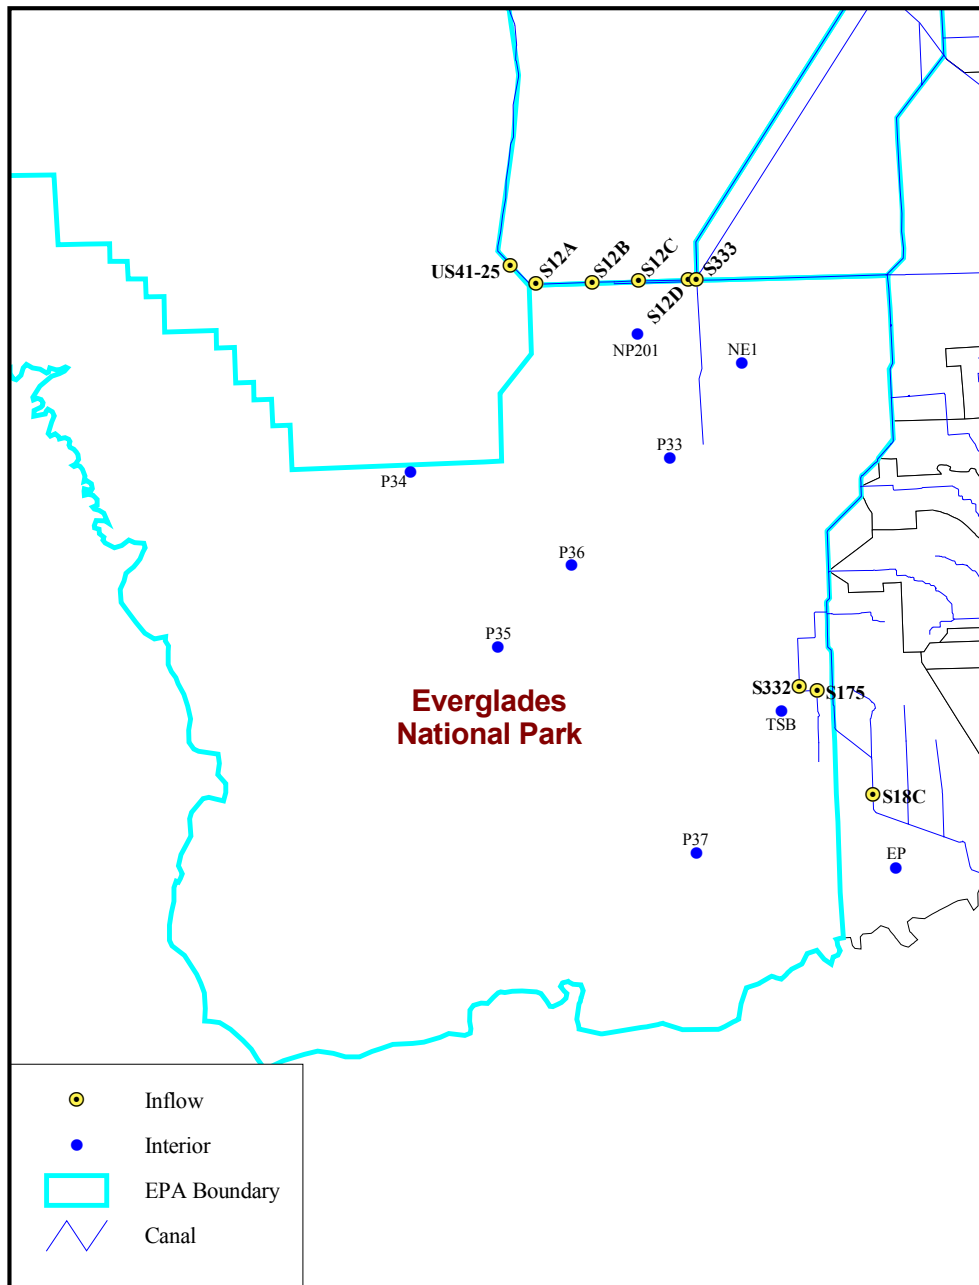 US41-25
S12A
S12B
S12C
S12D
S333
NP201
NE1
P33
P34
P36
P35
Everglades
National Park
S332
S175
TSB
S18C
P37
EP
Inflow
Interior
EPA Boundary
Canal